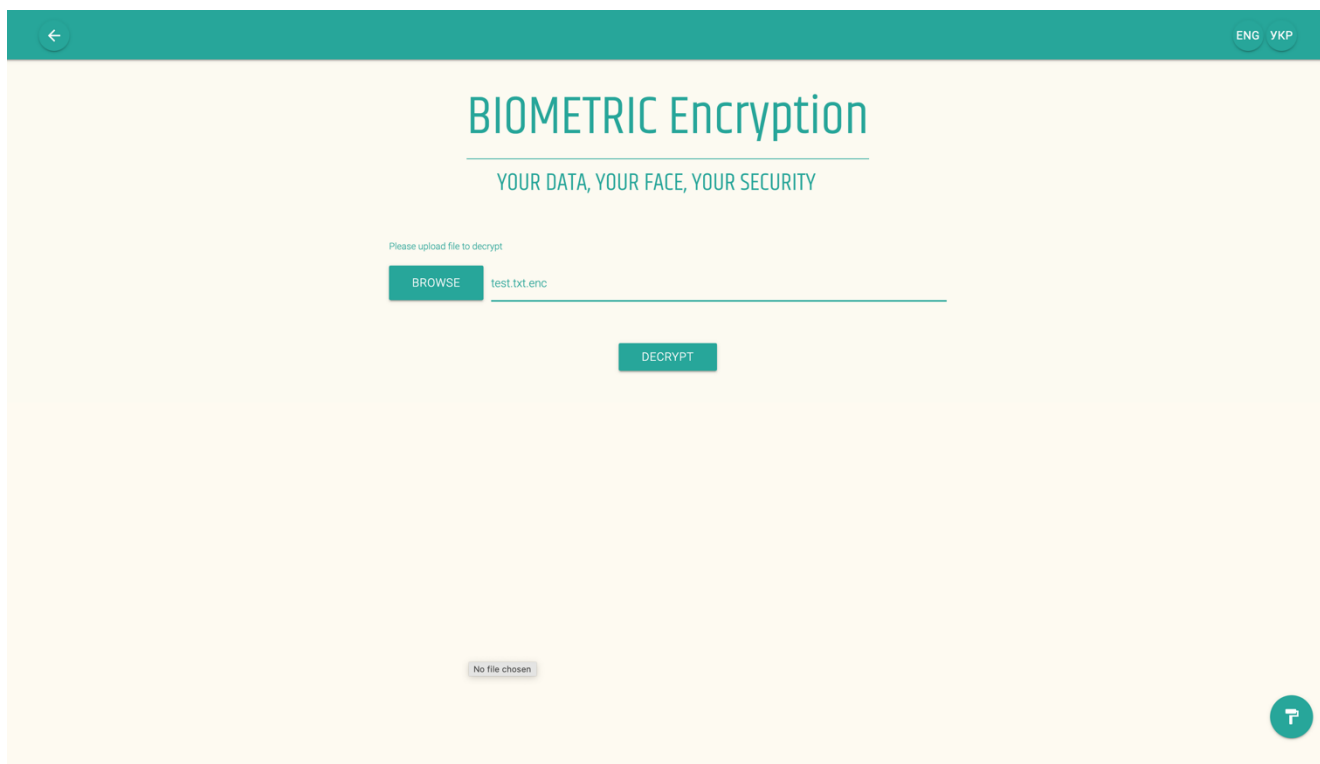 ENG УКР
BIOMETRIC Encryption
YOUR DATA, YOUR FACE, YOUR SECURITY
Please upload file to decrypt
BROWSE test.txt.enc
DECRYPT
No file chosen